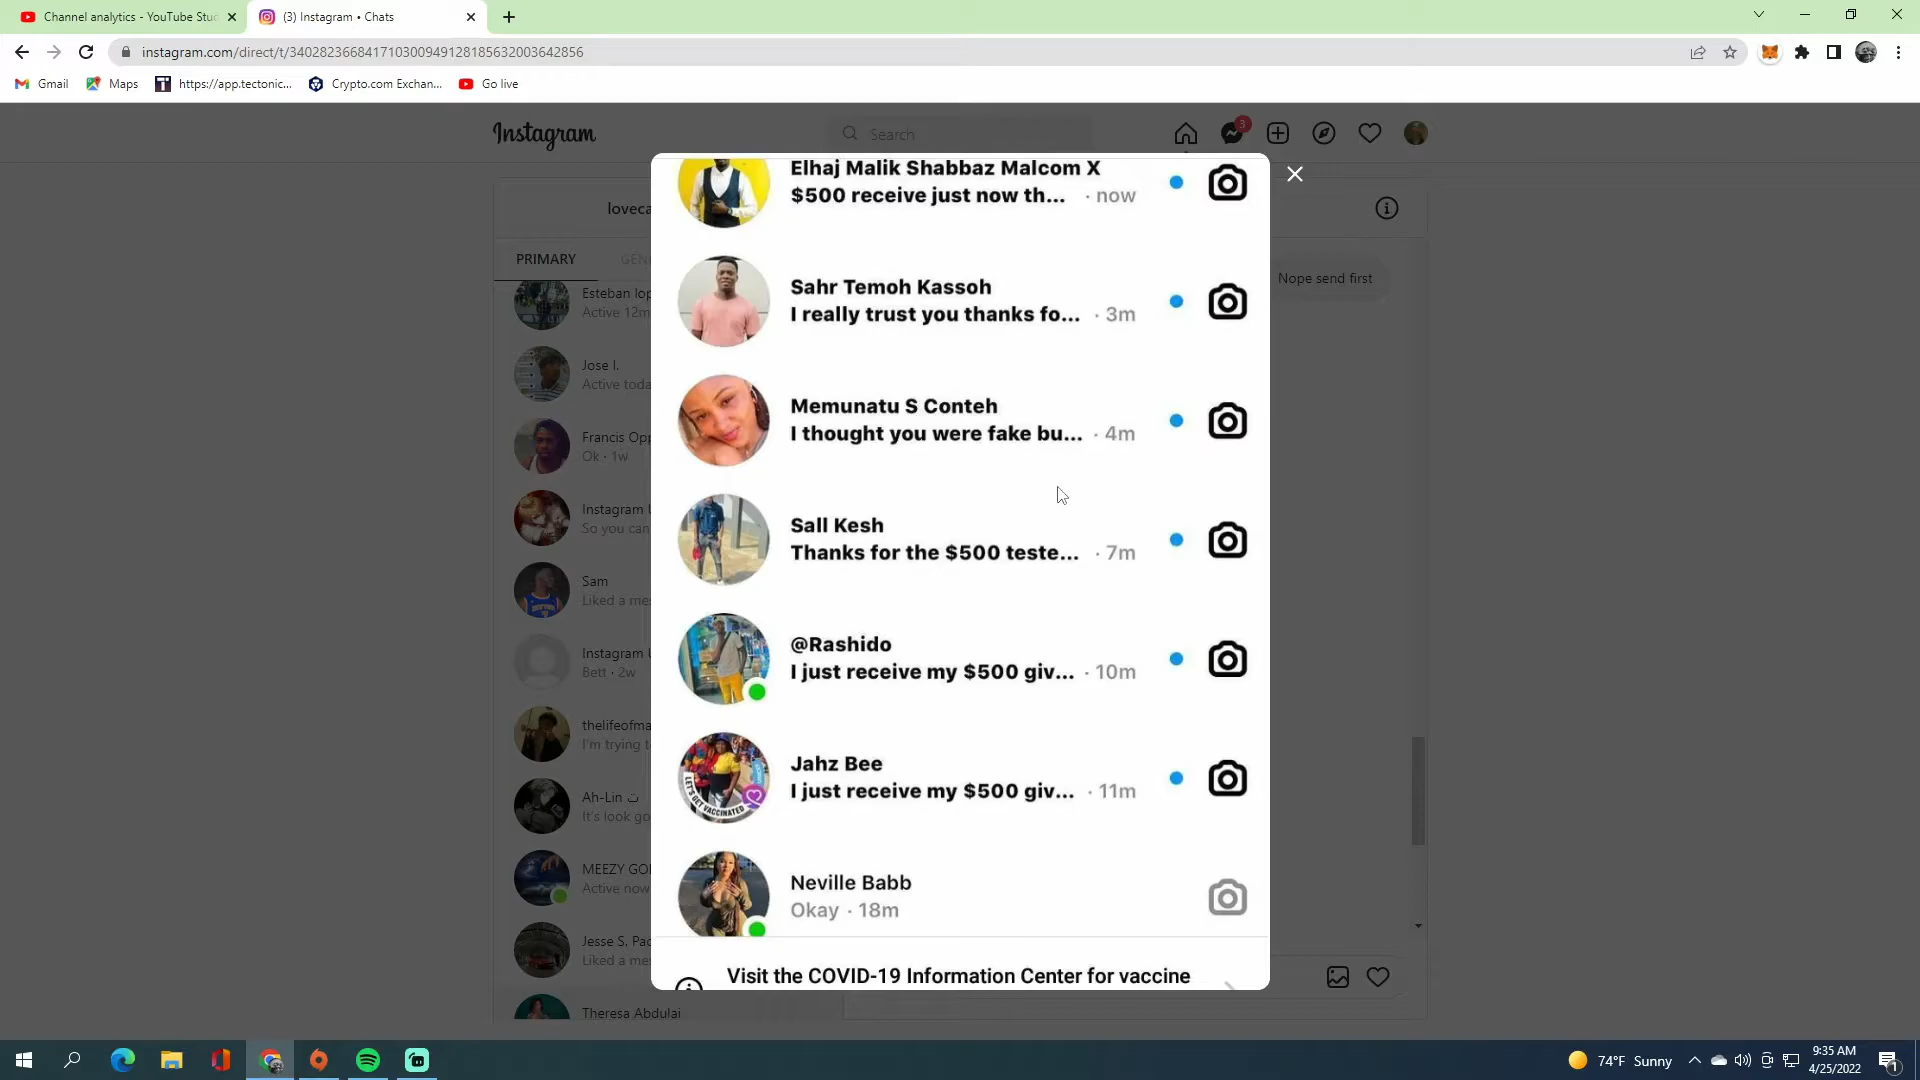 Channel analytics - YouTube Stu
(3) Instagram • Chats
instagram.com/direct/t/340282366841710300949128185632003642856
Gmail
Maps
https://app.tectonic...
Crypto.com Exchan...
Go live
Instagram
Search
3
loveca
PRIMARY
GEN
Nope send first
Esteban lop
Active 12m
Jose I.
Active toda
Francis Opp
Ok · 1w
Instagram U
So you can
Sam
Liked a me
Instagram U
Bett · 2w
thelifeofma
I'm trying t
Ah-Lin ت
It's look go
MEEZY GO
Active now
Jesse S. Pac
Liked a me
Theresa Abdulai
Elhaj Malik Shabbaz Malcom X
$500 receive just now th... · now
Sahr Temoh Kassoh
I really trust you thanks fo... · 3m
Memunatu S Conteh
I thought you were fake bu... · 4m
Sall Kesh
Thanks for the $500 teste... · 7m
@Rashido
I just receive my $500 giv... · 10m
Jahz Bee
I just receive my $500 giv... · 11m
LET'S GET VACCINATED
Neville Babb
Okay · 18m
Visit the COVID-19 Information Center for vaccine
74°F Sunny
9:35 AM
4/25/2022
1